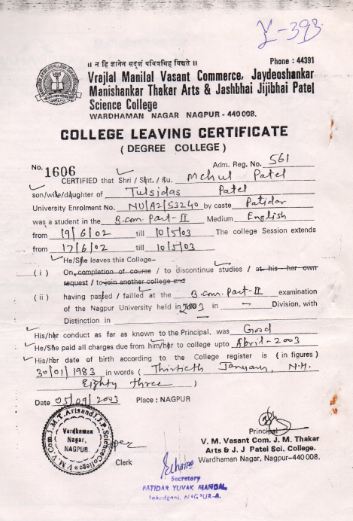 Y-393
॥ न हि ज्ञानेन सदृशं पवित्रमिह विद्यते ॥
Phone : 44391
Vrajlal Manilal Vasant Commerce, Jaydeoshankar
Manishankar Thakar Arts & Jashbhai Jijibhai Patel
Science College
WARDHAMAN NAGAR NAGPUR - 440 008.
COLLEGE LEAVING CERTIFICATE
( DEGREE COLLEGE )
No. 1606
Adm. Reg. No. 561
CERTIFIED that Shri / Smt. / Ku. Mehul Patel
son/wife/daughter of Tulsidas Patel
University Enrolment No. NU/A2/53240 by caste Patidar
was a student in the B.com. Part-II Medium English
from 19/6/02 till 10/5/03 The college Session extends
from 17/6/02 till 10/5/03
He/She leaves this College-
( i ) On completion of course / to discontinue studies / at his - her own
request / to join another college and
( ii ) having passed / failed at the B.com. Part-II examination
of the Nagpur University held in 2003 in Division, with
Distinction in
His/her conduct as far as known to the Principal, was Good
He/She paid all charges due from him/her to college upto April-2003
His/her date of birth according to the College register is ( in figures )
30/01/1983 in words ( Thirtieth January, N.H.
Eighty three )
Date 05/09/2003 Place : NAGPUR
Wardhaman
Nagar,
NAGPUR
Clerk
Principal
V. M. Vasant Com. J. M. Thakar
Arts & J. J Patel Sci. College.
Wardhaman Nagar, Nagpur-440 008.
Secretary
PATIDAR YUVAK MANDAL
NAGPUR-8.